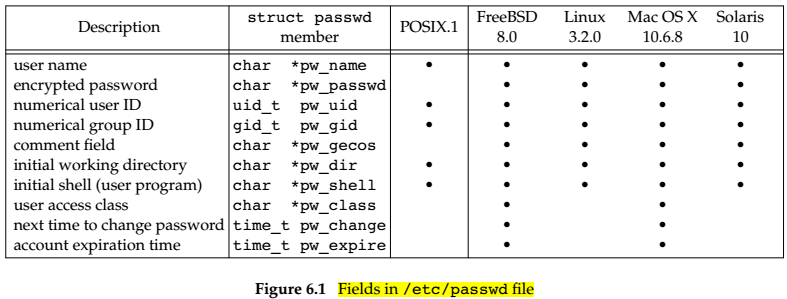 Description struct passwd member POSIX.1 FreeBSD 8.0 Linux 3.2.0 Mac OS X 10.6.8 Solaris 10
user name char *pw_name • • • • •
encrypted password char *pw_passwd • • • •
numerical user ID uid_t pw_uid • • • • •
numerical group ID gid_t pw_gid • • • • •
comment field char *pw_gecos • • • •
initial working directory char *pw_dir • • • • •
initial shell (user program) char *pw_shell • • • • •
user access class char *pw_class • •
next time to change password time_t pw_change • •
account expiration time time_t pw_expire • •
Figure 6.1 Fields in /etc/passwd file